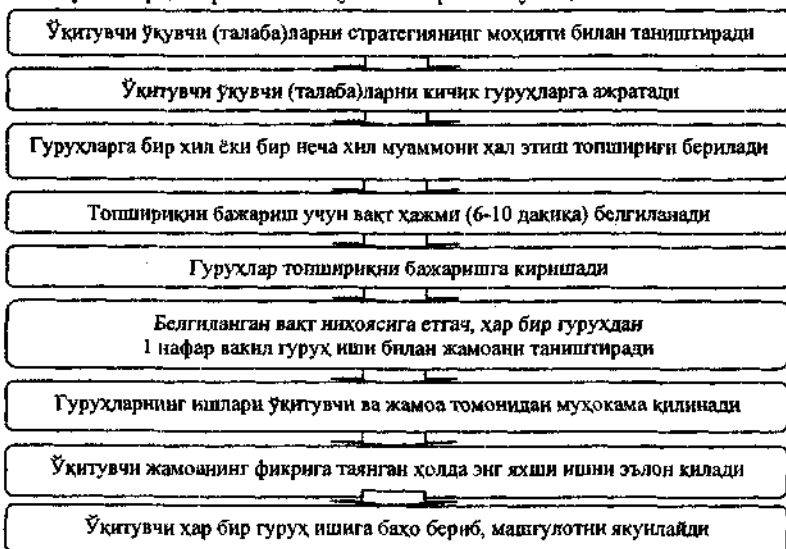 Ўқитувчи ўқувчи (талаба)ларни стратегиянинг моҳияти билан таништиради
Ўқитувчи ўқувчи (талаба)ларни кичик гуруҳларга ажратади
Гуруҳларга бир хил ёки бир неча хил муаммони ҳал этиш топшириғи берилади
Топшириқни бажариш учун вақт ҳажми (6-10 дақиқа) белгиланади
Гуруҳлар топшириқни бажаришга киришади
Белгиланган вақт ниҳоясига етгач, ҳар бир гуруҳдан
1 нафар вакил гуруҳ иши билан жамоани таништиради
Гуруҳларнинг ишлари ўқитувчи ва жамоа томонидан муҳокама қилинади
Ўқитувчи жамоанинг фикрига таянган ҳолда энг яхши ишни эълон қилади
Ўқитувчи ҳар бир гуруҳ ишига баҳо бериб, машғулотни якунлайди